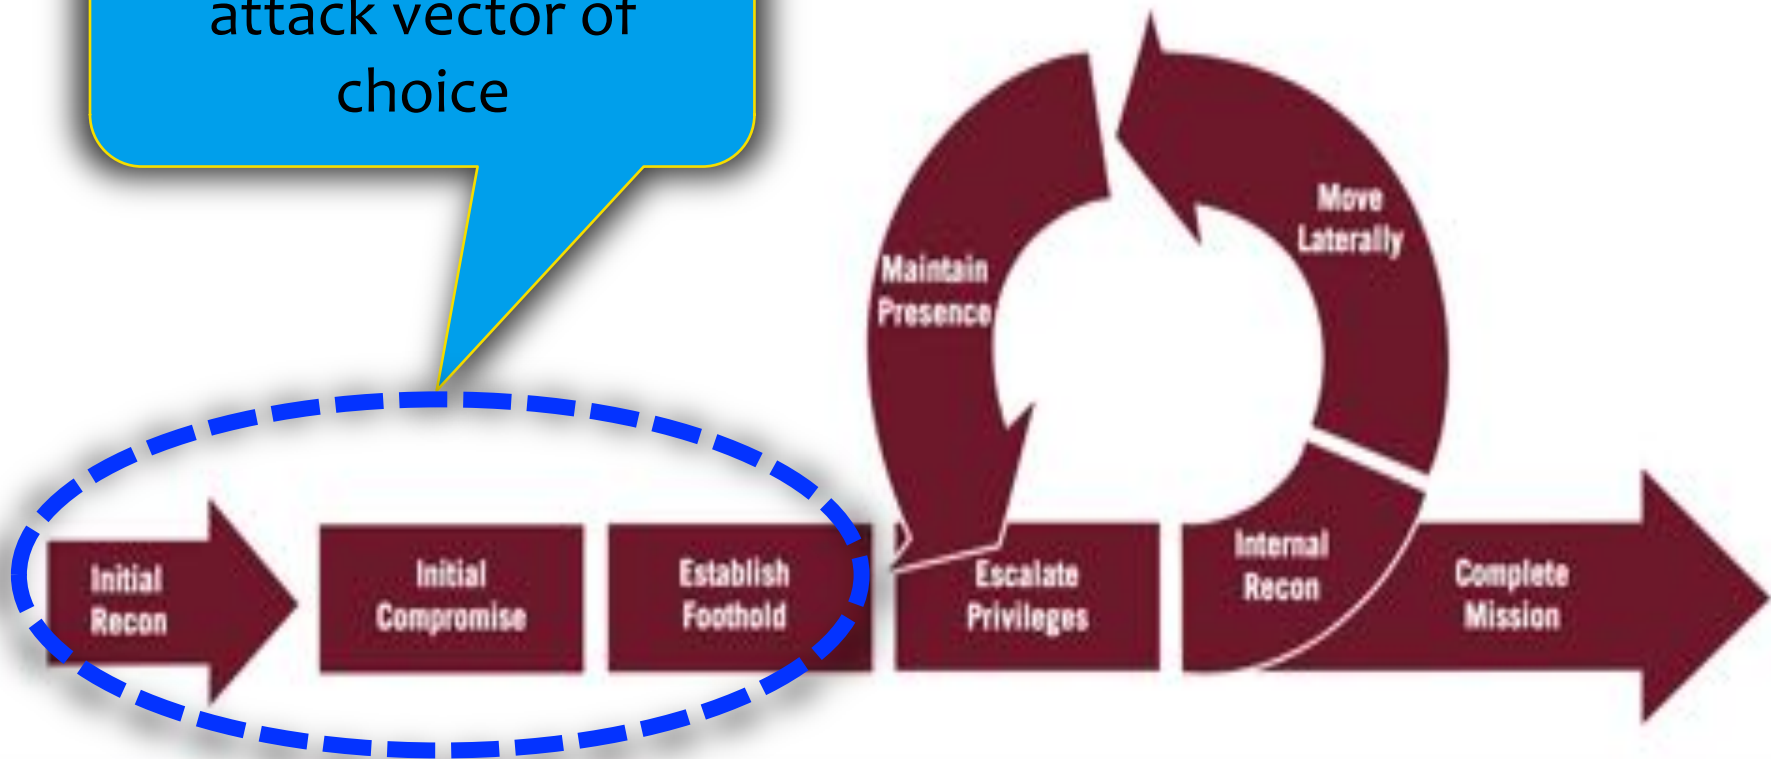 attack vector of
choice
Move
Laterally
Maintain
Presence
Initial
Recon
Initial
Compromise
Establish
Foothold
Escalate
Privileges
Internal
Recon
Complete
Mission